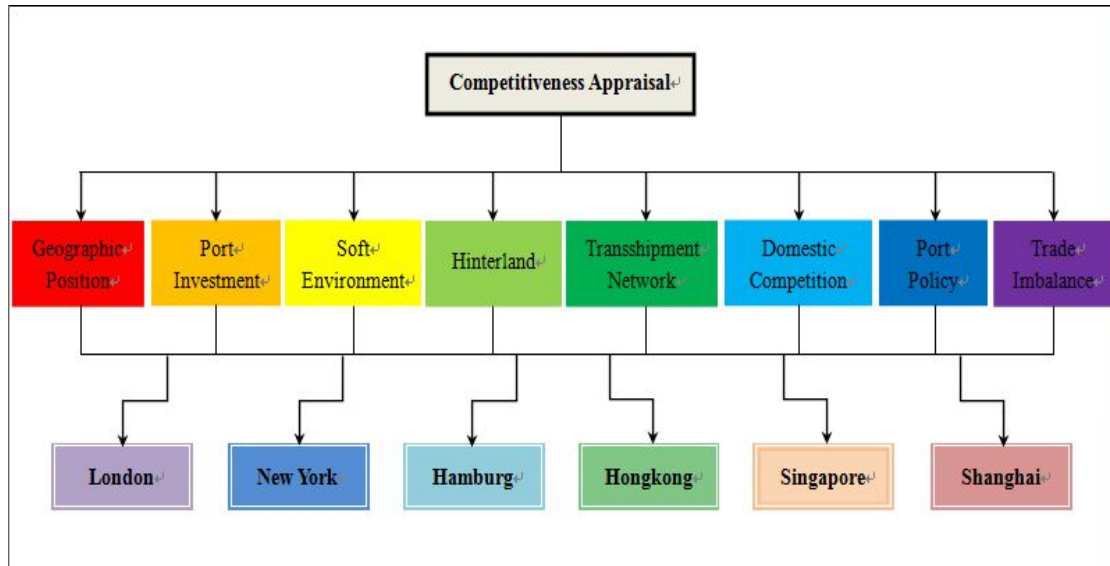 Competitiveness Appraisal
Geographic
Position
Port
Investment
Soft
Environment
Hinterland
Transshipment
Network
Domestic
Competition
Port
Policy
Trade
Imbalance
London
New York
Hamburg
Hongkong
Singapore
Shanghai